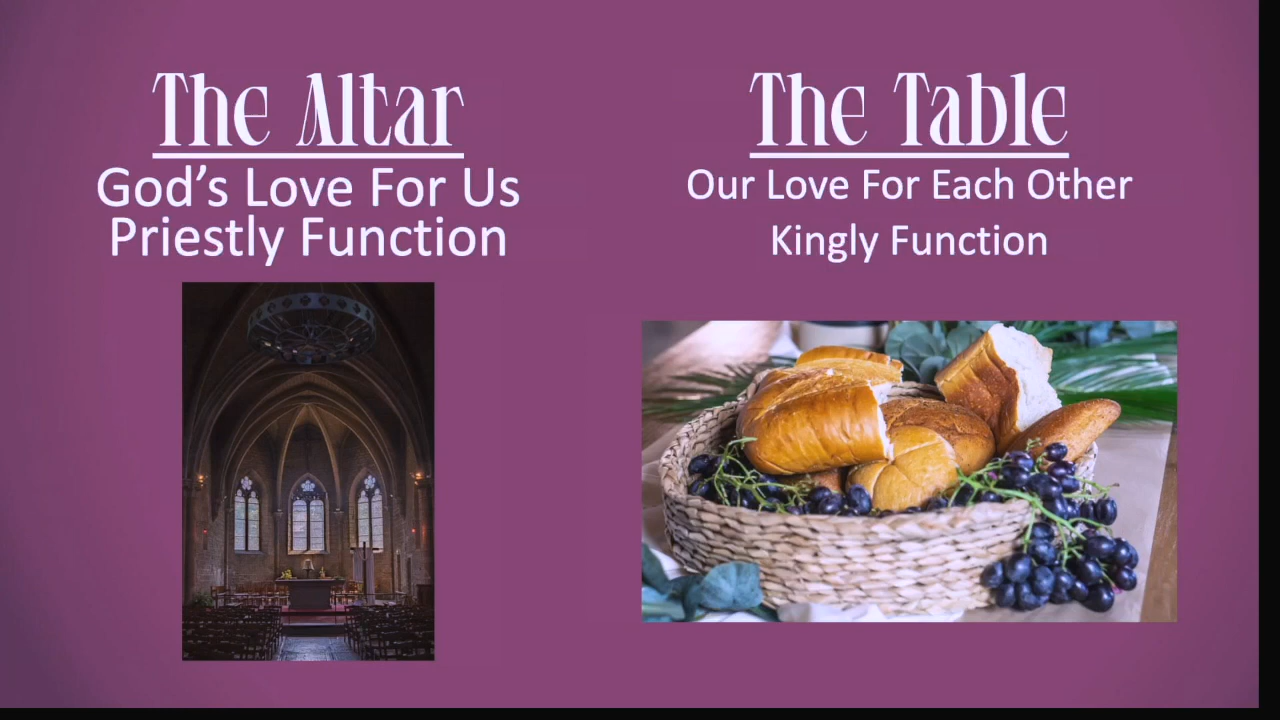 The Altar
God’s Love For Us
Priestly Function
The Table
Our Love For Each Other
Kingly Function